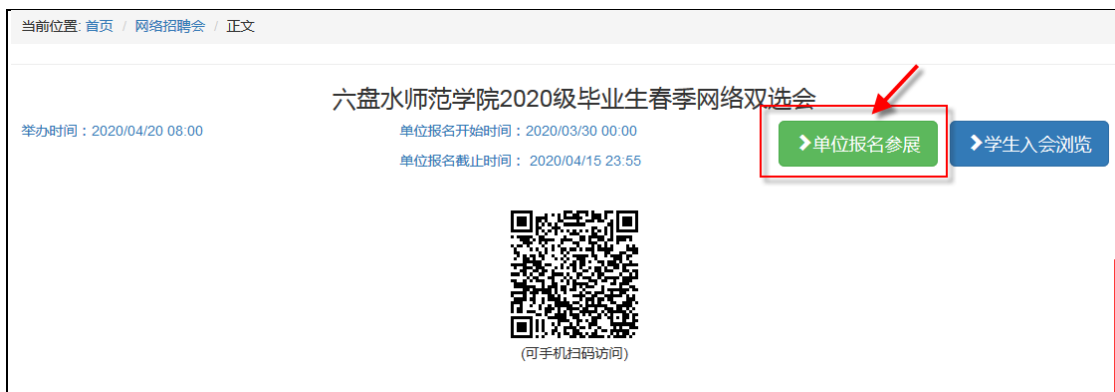 当前位置: 首页 / 网络招聘会 / 正文
六盘水师范学院2020级毕业生春季网络双选会
举办时间：2020/04/20 08:00
单位报名开始时间：2020/03/30 00:00
单位报名截止时间： 2020/04/15 23:55
单位报名参展
学生入会浏览
(可手机扫码访问)